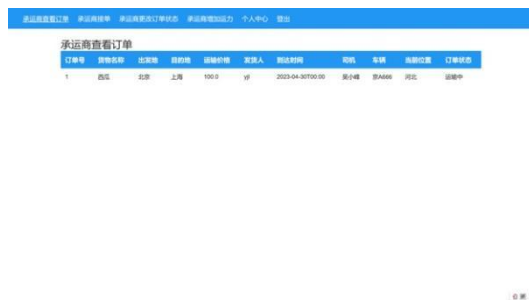 承运商查看订单 承运商接单 承运商更改订单状态 承运商增加运力 个人中心 登出
承运商查看订单
订单号 货物名称 出发地 目的地 运输价格 发货人 到达时间 司机 车辆 当前位置 订单状态
1 西瓜 北京 上海 100.0 yjl 2023-04-30T00:00 吴小峰 京A666 河北 运输中